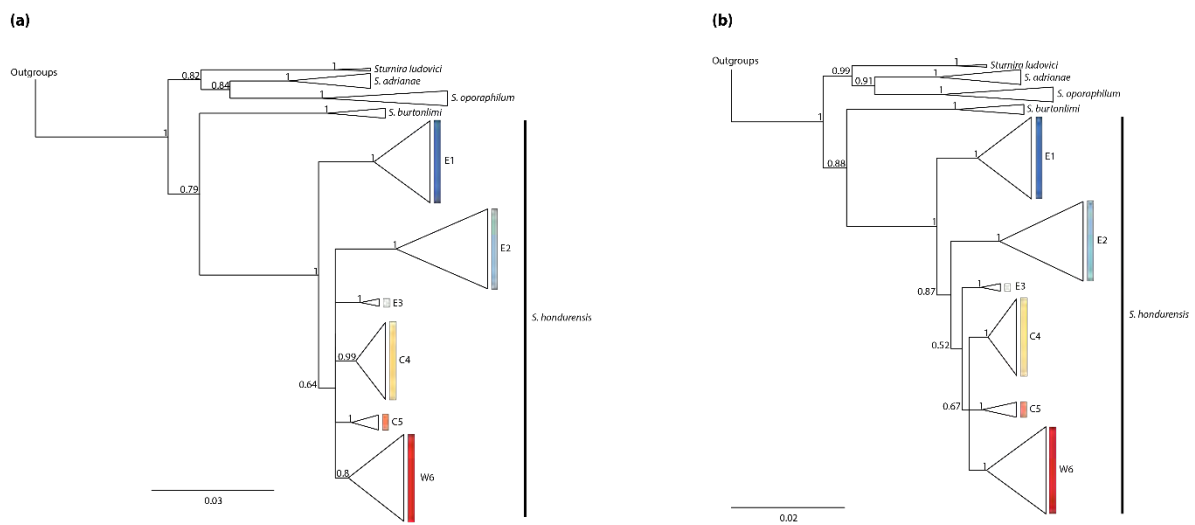 (a)
Outgroups
0.82
1
Sturnira ludovici
1
S. adrianae
0.84
1
S. oporaphilum
1
1
S. burtonlimi
0.79
1
E1
1
E2
1
1
E3
0.99
C4
0.64
1
C5
0.8
W6
S. hondurensis
0.03
(b)
Outgroups
0.99
1
Sturnira ludovici
1
S. adrianae
0.91
1
S. oporaphilum
1
1
S. burtonlimi
0.88
1
E1
1
1
E2
0.87
1
E3
0.52
1
C4
0.67
1
C5
1
W6
S. hondurensis
0.02